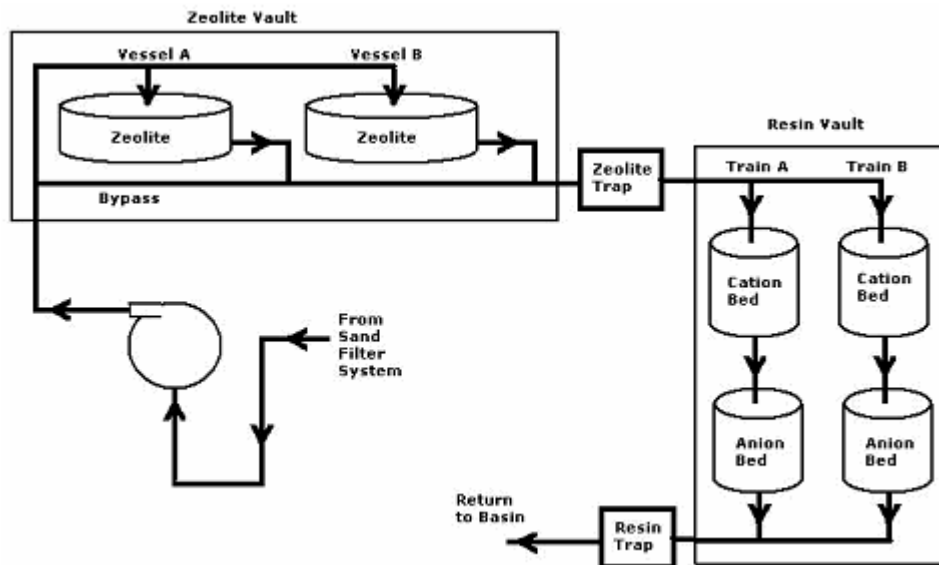 Zeolite Vault
Vessel A
Vessel B
Zeolite
Zeolite
Bypass
Zeolite
Trap
Resin Vault
Train A
Train B
Cation
Bed
Cation
Bed
From
Sand
Filter
System
Anion
Bed
Anion
Bed
Return
to Basin
Resin
Trap